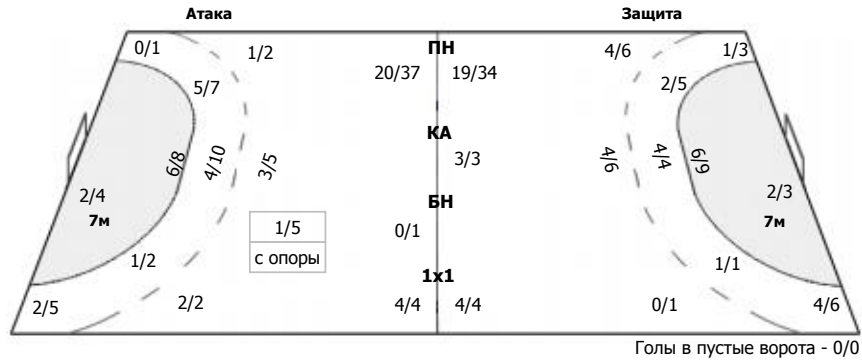 Атака
Защита
0/1
1/2
ПН
4/6
1/3
20/37
19/34
5/7
2/5
КА
6/8
4/10
3/5
3/3
4/6
4/4
6/9
2/4
7м
2/3
7м
БН
1/5
с опоры
0/1
1/2
1/1
1x1
2/5
2/2
4/4
4/4
0/1
4/6
Голы в пустые ворота - 0/0